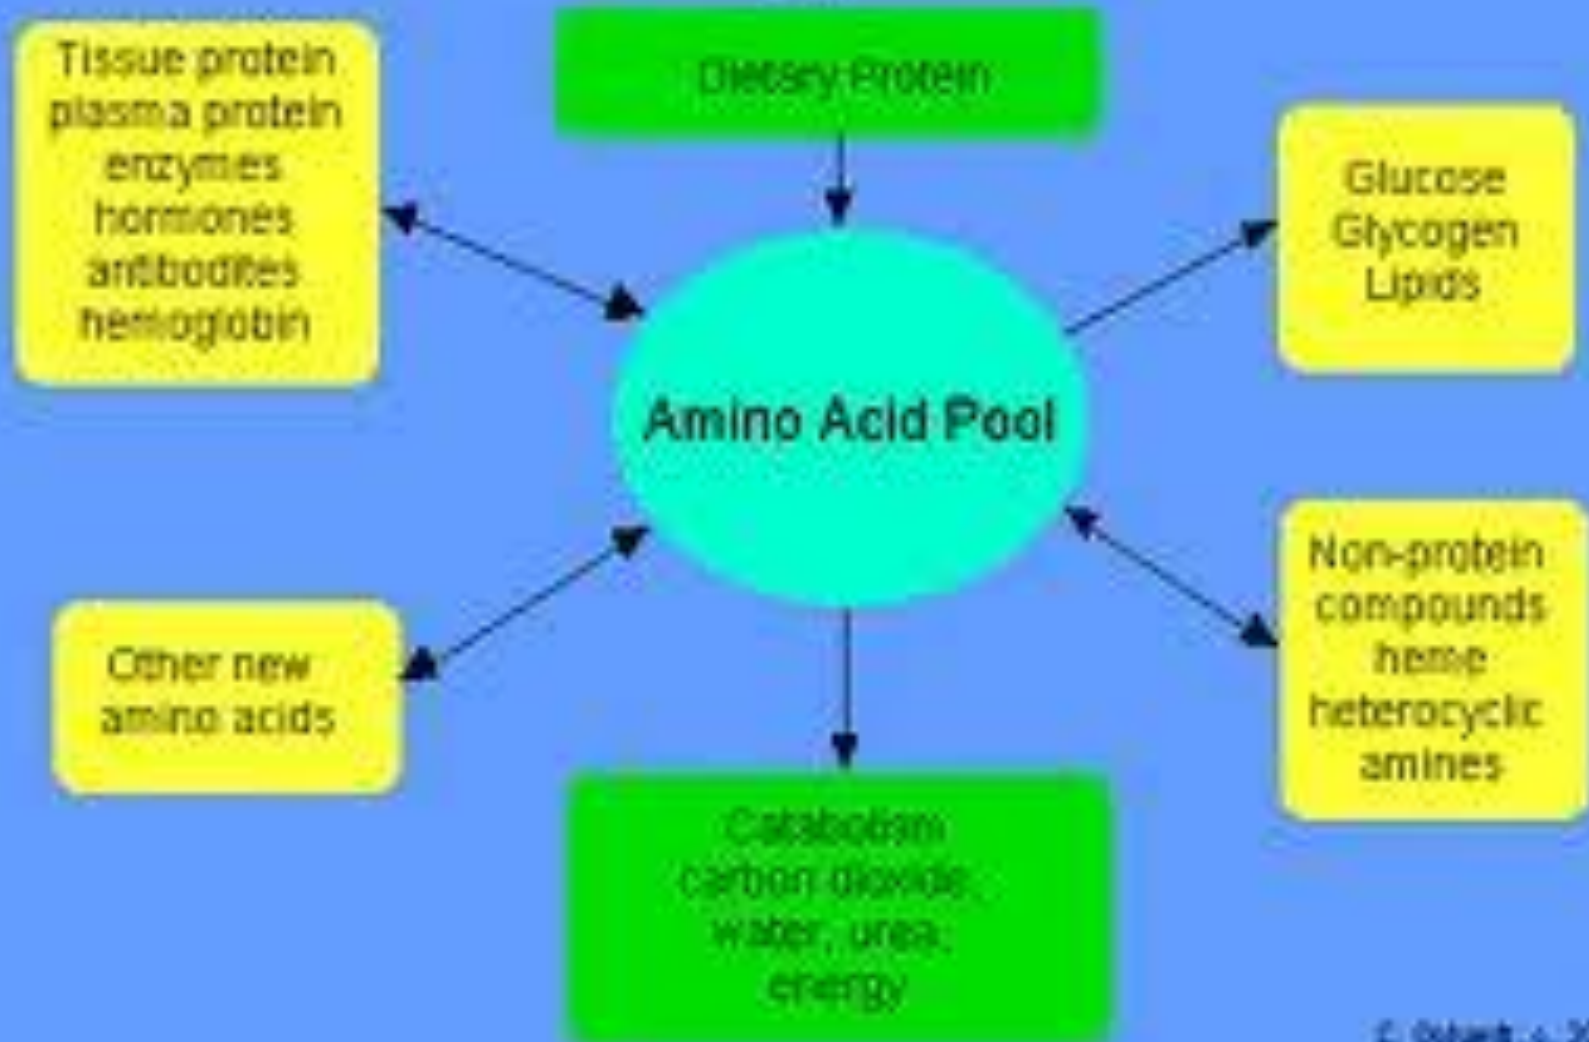 Tissue protein
plasma protein
enzymes
hormones
antibodites
hemoglobin
Dietary Protein
Glucose
Glycogen
Lipids
Amino Acid Pool
Other new
amino acids
Non-protein
compounds
heme
heterocyclic
amines
Catabolism
carbon dioxide,
water, urea,
energy